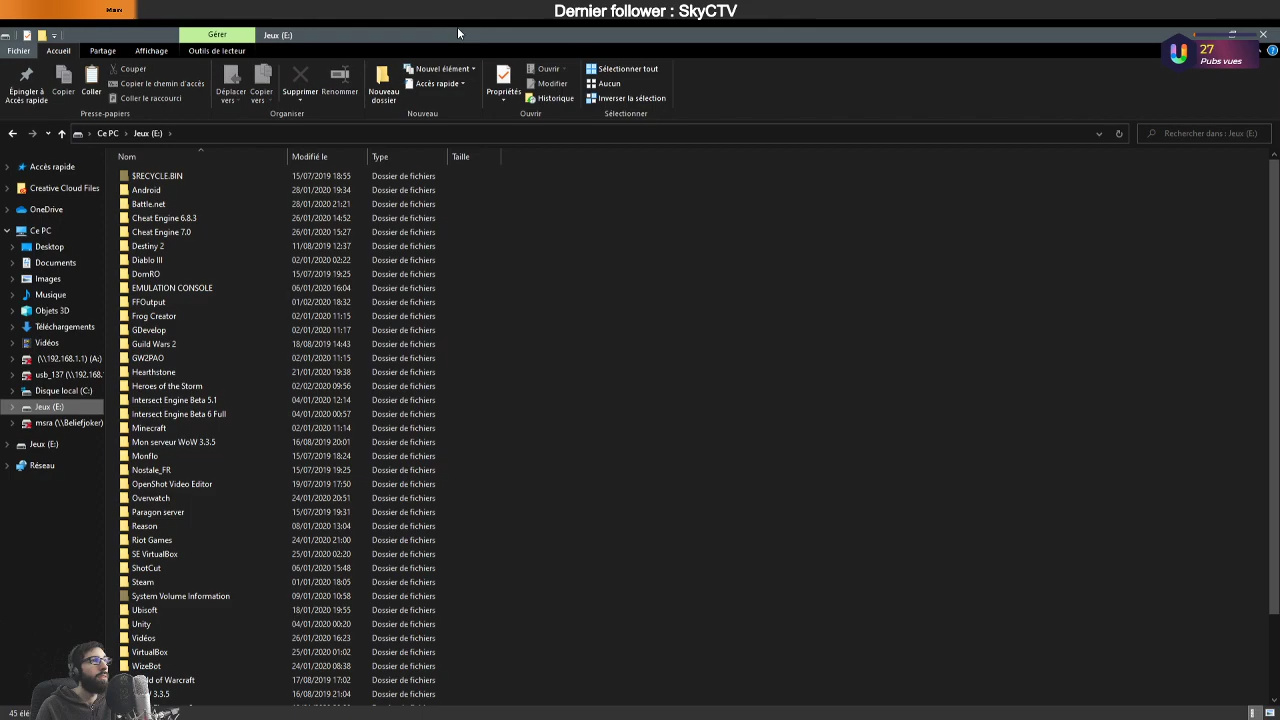 Dernier follower : SkyCTV
Gérer
Jeux (E:)
27
Pubs vues
Fichier
Accueil
Partage
Affichage
Outils de lecteur
Épingler à
Accès rapide
Copier
Coller
Couper
Copier le chemin d'accès
Coller le raccourci
Presse-papiers
Déplacer
vers
Copier
vers
Supprimer
Renommer
Organiser
Nouveau
dossier
Nouvel élément
Accès rapide
Nouveau
Propriétés
Ouvrir
Modifier
Historique
Ouvrir
Sélectionner tout
Aucun
Inverser la sélection
Sélectionner
Ce PC
Jeux (E:)
Rechercher dans : Jeux (E:)
Accès rapide
Creative Cloud Files
OneDrive
Ce PC
Desktop
Documents
Images
Musique
Objets 3D
Téléchargements
Vidéos
(\\192.168.1.1) (A:)
usb_137 (\\192.168.
Disque local (C:)
Jeux (E:)
msra (\\Beliefjoker)
Jeux (E:)
Réseau
Nom Modifié le Type Taille
$RECYCLE.BIN 15/07/2019 18:55 Dossier de fichiers
Android 28/01/2020 19:34 Dossier de fichiers
Battle.net 28/01/2020 21:21 Dossier de fichiers
Cheat Engine 6.8.3 26/01/2020 14:52 Dossier de fichiers
Cheat Engine 7.0 26/01/2020 15:27 Dossier de fichiers
Destiny 2 11/08/2019 12:37 Dossier de fichiers
Diablo III 02/01/2020 02:22 Dossier de fichiers
DomRO 15/07/2019 19:25 Dossier de fichiers
EMULATION CONSOLE 06/01/2020 16:04 Dossier de fichiers
FFOutput 01/02/2020 18:32 Dossier de fichiers
Frog Creator 02/01/2020 11:15 Dossier de fichiers
GDevelop 02/01/2020 11:17 Dossier de fichiers
Guild Wars 2 18/08/2019 14:43 Dossier de fichiers
GW2PAO 02/01/2020 11:15 Dossier de fichiers
Hearthstone 21/01/2020 19:38 Dossier de fichiers
Heroes of the Storm 02/02/2020 09:56 Dossier de fichiers
Intersect Engine Beta 5.1 04/01/2020 12:14 Dossier de fichiers
Intersect Engine Beta 6 Full 04/01/2020 00:57 Dossier de fichiers
Minecraft 02/01/2020 11:14 Dossier de fichiers
Mon serveur WoW 3.3.5 16/08/2019 20:01 Dossier de fichiers
Monflo 15/07/2019 18:24 Dossier de fichiers
Nostale_FR 15/07/2019 19:25 Dossier de fichiers
OpenShot Video Editor 19/07/2019 17:50 Dossier de fichiers
Overwatch 24/01/2020 20:51 Dossier de fichiers
Paragon server 15/07/2019 19:31 Dossier de fichiers
Reason 08/01/2020 13:04 Dossier de fichiers
Riot Games 24/01/2020 21:00 Dossier de fichiers
SE VirtualBox 25/01/2020 02:20 Dossier de fichiers
ShotCut 06/01/2020 15:48 Dossier de fichiers
Steam 01/01/2020 18:05 Dossier de fichiers
System Volume Information 09/01/2020 10:58 Dossier de fichiers
Ubisoft 18/01/2020 19:55 Dossier de fichiers
Unity 04/01/2020 00:20 Dossier de fichiers
Vidéos 26/01/2020 16:23 Dossier de fichiers
VirtualBox 25/01/2020 01:02 Dossier de fichiers
WizeBot 24/01/2020 08:38 Dossier de fichiers
d of Warcraft 17/08/2019 17:02 Dossier de fichiers
3.3.5 16/08/2019 21:04 Dossier de fichiers
45 élé